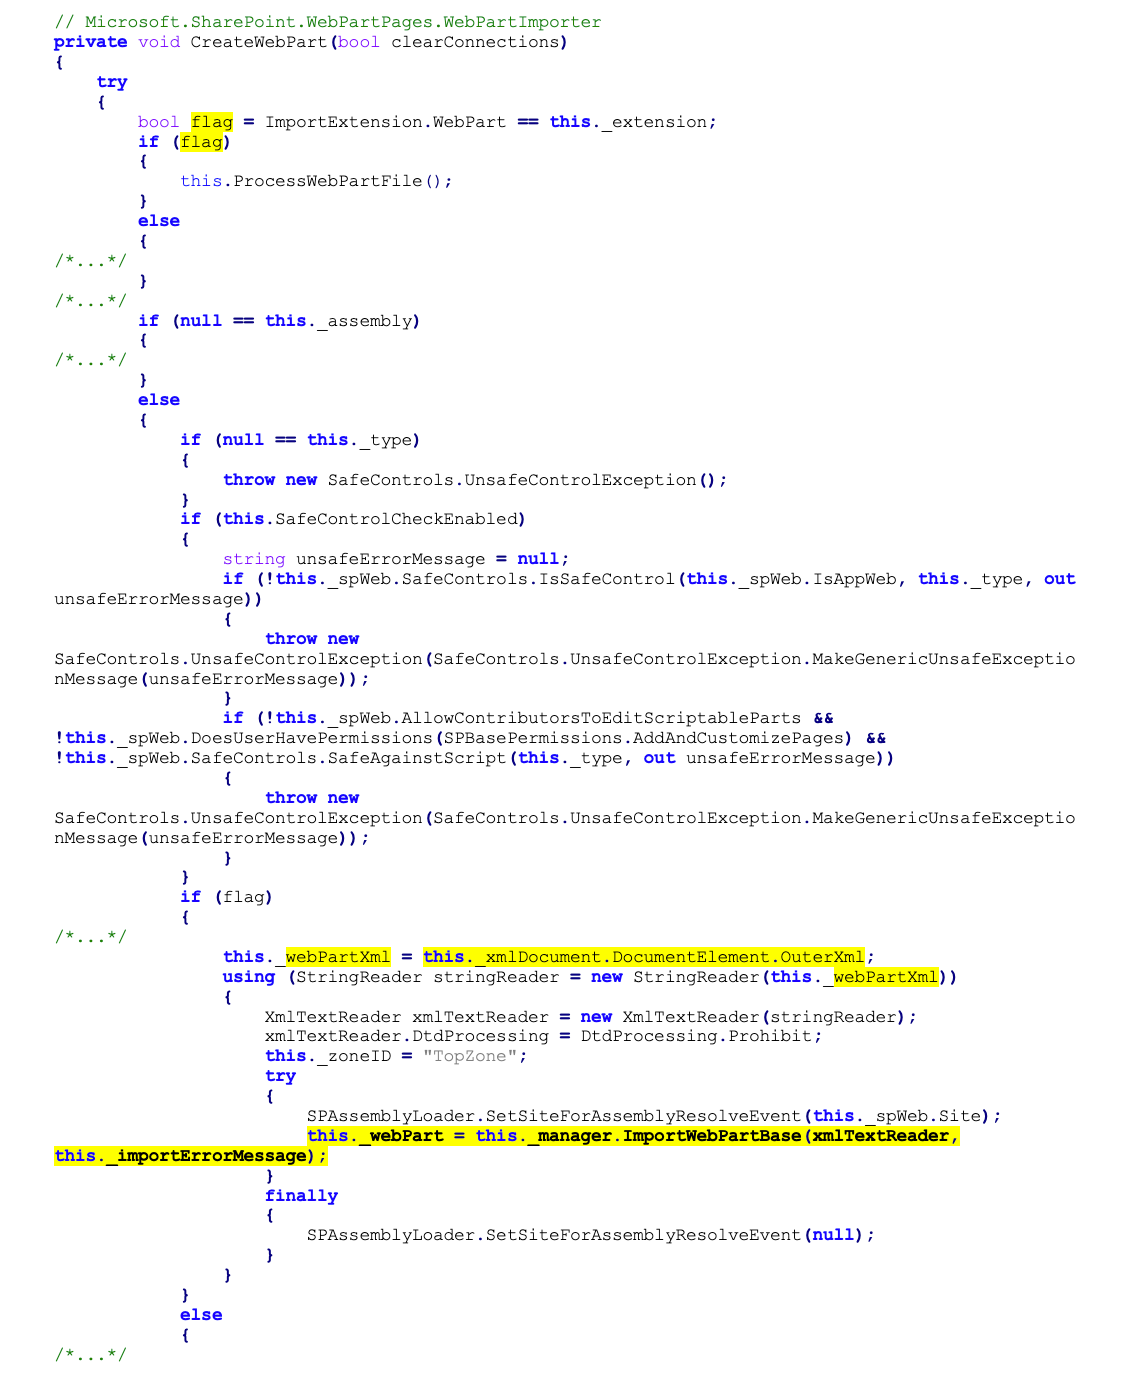 // Microsoft.SharePoint.WebPartPages.WebPartImporter
private void CreateWebPart(bool clearConnections)
{
    try
    {
        bool flag = ImportExtension.WebPart == this._extension;
        if (flag)
        {
            this.ProcessWebPartFile();
        }
        else
        {
/*...*/
        }
/*...*/
        if (null == this._assembly)
        {
/*...*/
        }
        else
        {
            if (null == this._type)
            {
                throw new SafeControls.UnsafeControlException();
            }
            if (this.SafeControlCheckEnabled)
            {
                string unsafeErrorMessage = null;
                if (!this._spWeb.SafeControls.IsSafeControl(this._spWeb.IsAppWeb, this._type, out
unsafeErrorMessage))
                {
                    throw new
SafeControls.UnsafeControlException(SafeControls.UnsafeControlException.MakeGenericUnsafeExceptio
nMessage(unsafeErrorMessage));
                }
                if (!this._spWeb.AllowContributorsToEditScriptableParts &&
!this._spWeb.DoesUserHavePermissions(SPBasePermissions.AddAndCustomizePages) &&
!this._spWeb.SafeControls.SafeAgainstScript(this._type, out unsafeErrorMessage))
                {
                    throw new
SafeControls.UnsafeControlException(SafeControls.UnsafeControlException.MakeGenericUnsafeExceptio
nMessage(unsafeErrorMessage));
                }
            }
            if (flag)
            {
/*...*/
                this._webPartXml = this._xmlDocument.DocumentElement.OuterXml;
                using (StringReader stringReader = new StringReader(this._webPartXml))
                {
                    XmlTextReader xmlTextReader = new XmlTextReader(stringReader);
                    xmlTextReader.DtdProcessing = DtdProcessing.Prohibit;
                    this._zoneID = "TopZone";
                    try
                    {
                        SPAssemblyLoader.SetSiteForAssemblyResolveEvent(this._spWeb.Site);
                        this._webPart = this._manager.ImportWebPartBase(xmlTextReader,
this._importErrorMessage);
                    }
                    finally
                    {
                        SPAssemblyLoader.SetSiteForAssemblyResolveEvent(null);
                    }
                }
            }
            else
            {
/*...*/